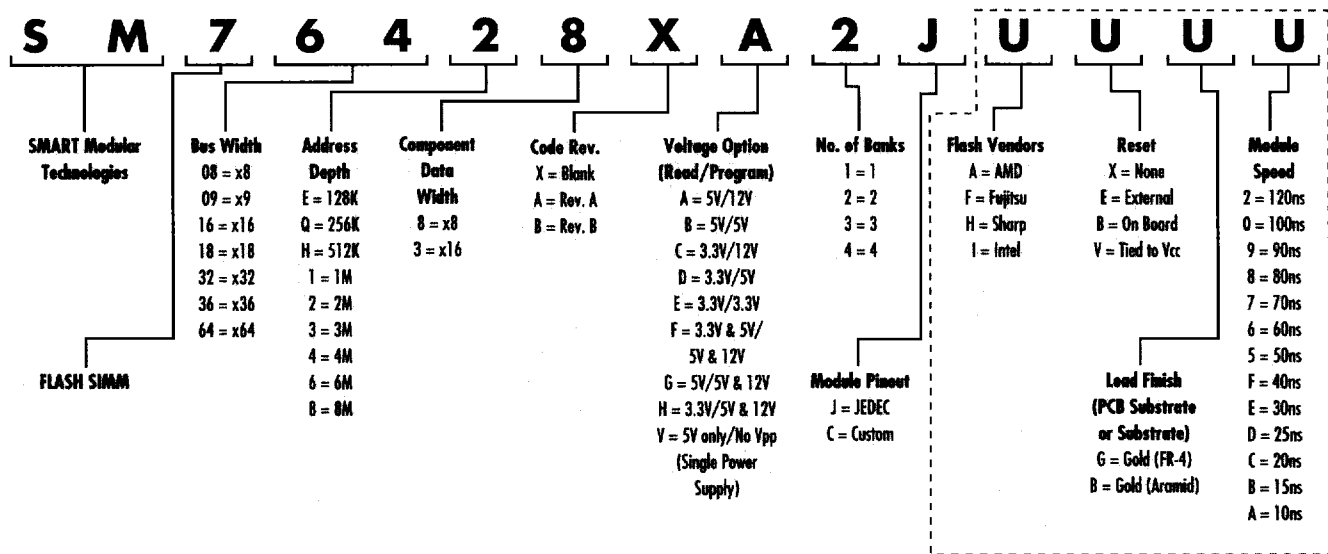 S M 7 6 4 2 8 X A 2 J U U U U
SMART Modular
Technologies
FLASH SIMM
Bus Width
08 = x8
09 = x9
16 = x16
18 = x18
32 = x32
36 = x36
64 = x64
Address
Depth
E = 128K
Q = 256K
H = 512K
1 = 1M
2 = 2M
3 = 3M
4 = 4M
6 = 6M
8 = 8M
Component
Data
Width
8 = x8
3 = x16
Code Rev.
X = Blank
A = Rev. A
B = Rev. B
Voltage Option
(Read/Program)
A = 5V/12V
B = 5V/5V
C = 3.3V/12V
D = 3.3V/5V
E = 3.3V/3.3V
F = 3.3V & 5V/
5V & 12V
G = 5V/5V & 12V
H = 3.3V/5V & 12V
V = 5V only/No Vpp
(Single Power
Supply)
No. of Banks
1 = 1
2 = 2
3 = 3
4 = 4
Module Pinout
J = JEDEC
C = Custom
Flash Vendors
A = AMD
F = Fujitsu
H = Sharp
I = Intel
Reset
X = None
E = External
B = On Board
V = Tied to Vcc
Lead Finish
(PCB Substrate
or Substrate)
G = Gold (FR-4)
B = Gold (Aramid)
Module
Speed
2 = 120ns
0 = 100ns
9 = 90ns
8 = 80ns
7 = 70ns
6 = 60ns
5 = 50ns
F = 40ns
E = 30ns
D = 25ns
C = 20ns
B = 15ns
A = 10ns